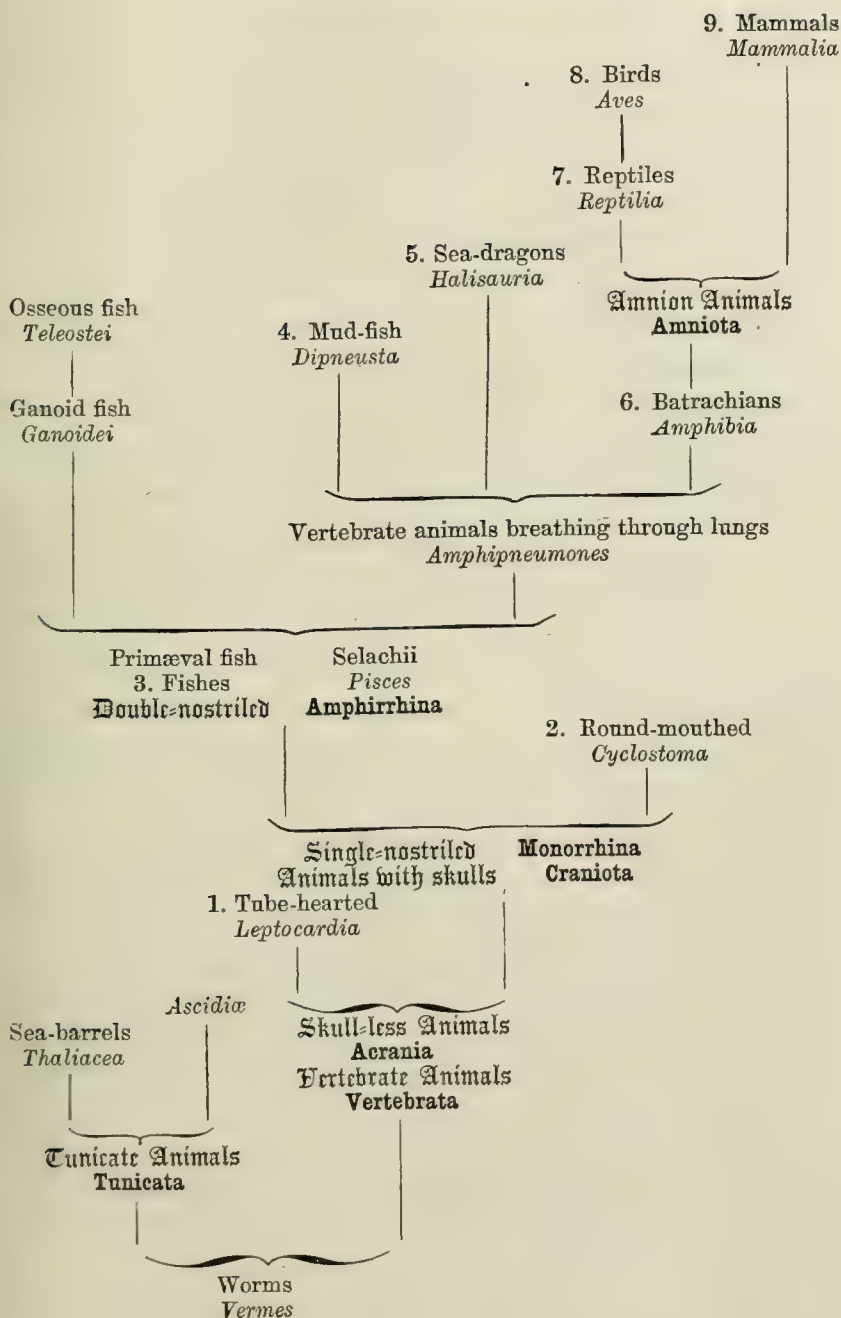 9. Mammals
Mammalia
8. Birds
Aves
7. Reptiles
Reptilia
5. Sea-dragons
Halisauria
Amnion Animals
Amniota
Osseous fish
Teleostei
4. Mud-fish
Dipneusta
Ganoid fish
Ganoidei
6. Batrachians
Amphibia
Vertebrate animals breathing through lungs
Amphipneumones
Primæval fish Selachii
3. Fishes Pisces
Double-nostriled Amphirrhina
2. Round-mouthed
Cyclostoma
Single-nostriled Monorrhina
Animals with skulls Craniota
1. Tube-hearted
Leptocardia
Ascidiæ
Sea-barrels
Thaliacea
Skull-less Animals
Acrania
Vertebrate Animals
Vertebrata
Tunicate Animals
Tunicata
Worms
Vermes